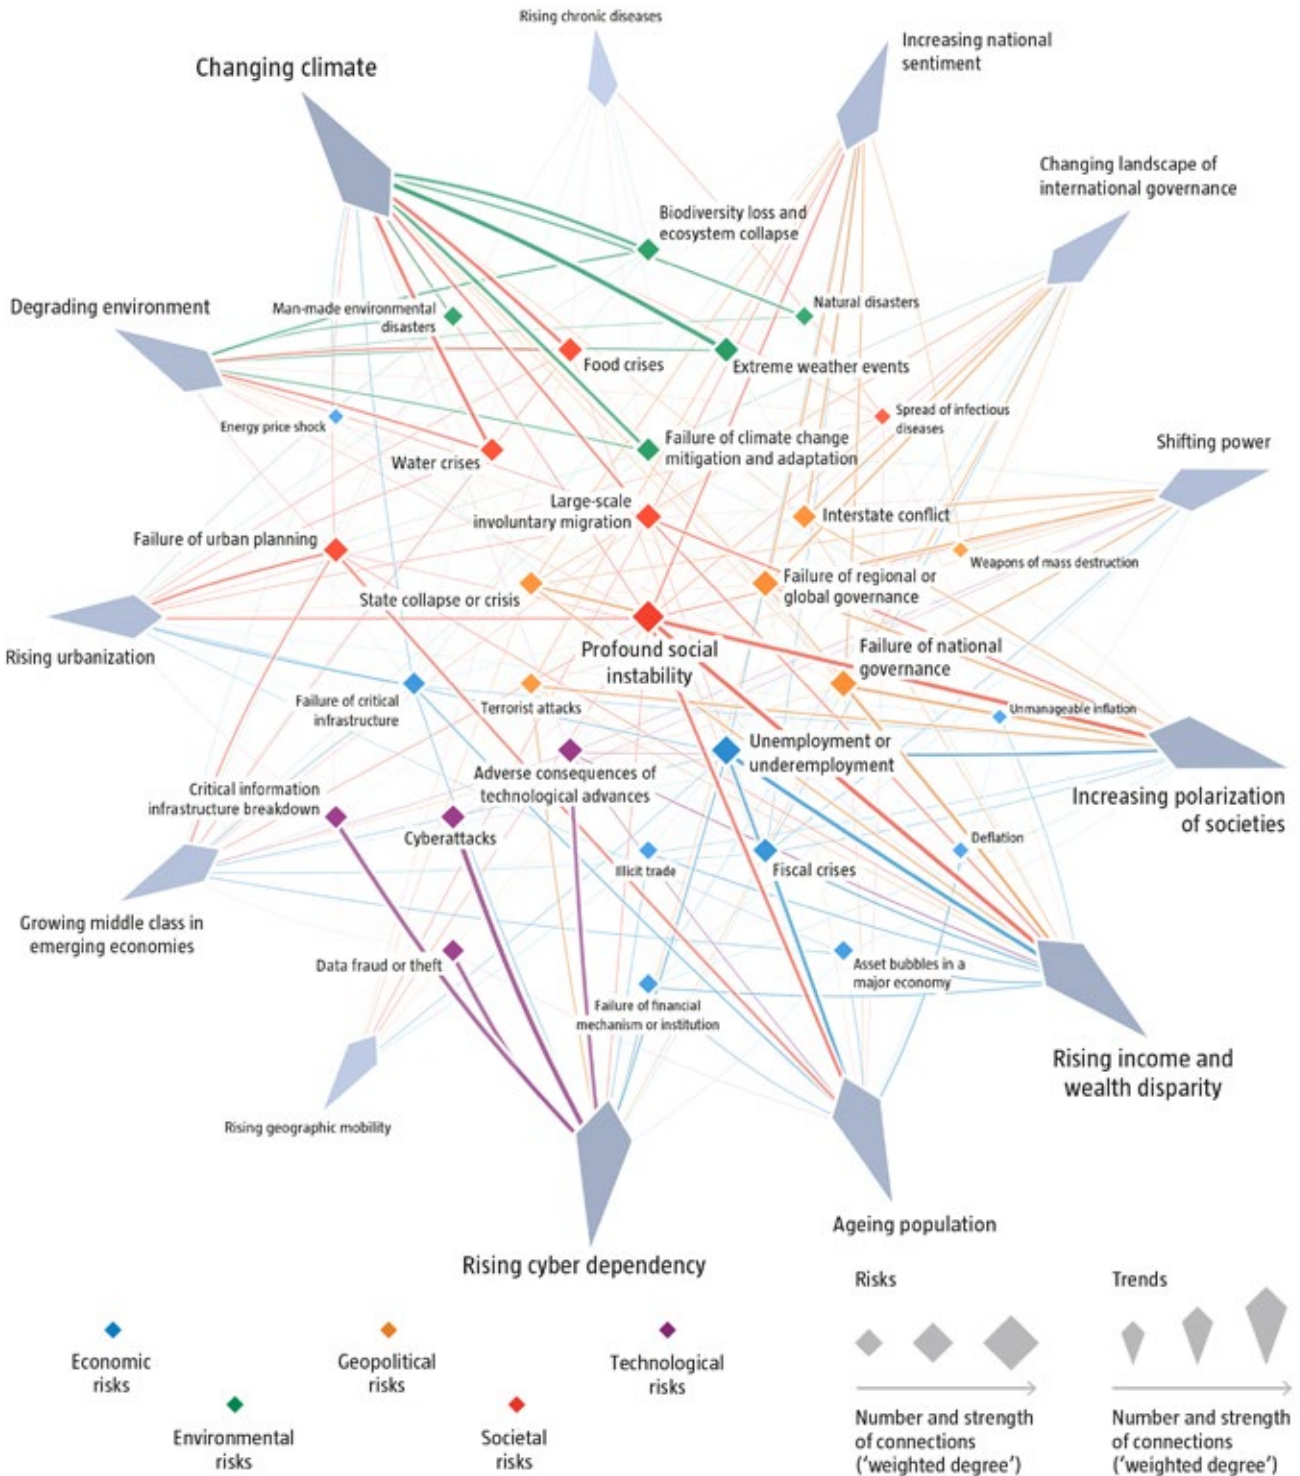 Rising chronic diseases
Increasing national
sentiment
Changing climate
Changing landscape of
international governance
Biodiversity loss and
ecosystem collapse
Degrading environment
Man-made environmental
disasters
Natural disasters
Food crises
Extreme weather events
Energy price shock
Spread of infectious
diseases
Water crises
Failure of climate change
mitigation and adaptation
Shifting power
Large-scale
involuntary migration
Interstate conflict
Failure of urban planning
Weapons of mass destruction
State collapse or crisis
Failure of regional or
global governance
Rising urbanization
Profound social
instability
Failure of national
governance
Failure of critical
infrastructure
Terrorist attacks
Unmanageable inflation
Unemployment or
underemployment
Adverse consequences of
technological advances
Increasing polarization
of societies
Critical information
infrastructure breakdown
Cyberattacks
Illicit trade
Fiscal crises
Deflation
Growing middle class in
emerging economies
Data fraud or theft
Asset bubbles in a
major economy
Failure of financial
mechanism or institution
Rising income and
wealth disparity
Rising geographic mobility
Ageing population
Rising cyber dependency
Risks
Trends
Economic
risks
Geopolitical
risks
Technological
risks
Environmental
risks
Societal
risks
Number and strength
of connections
('weighted degree')
Number and strength
of connections
('weighted degree')